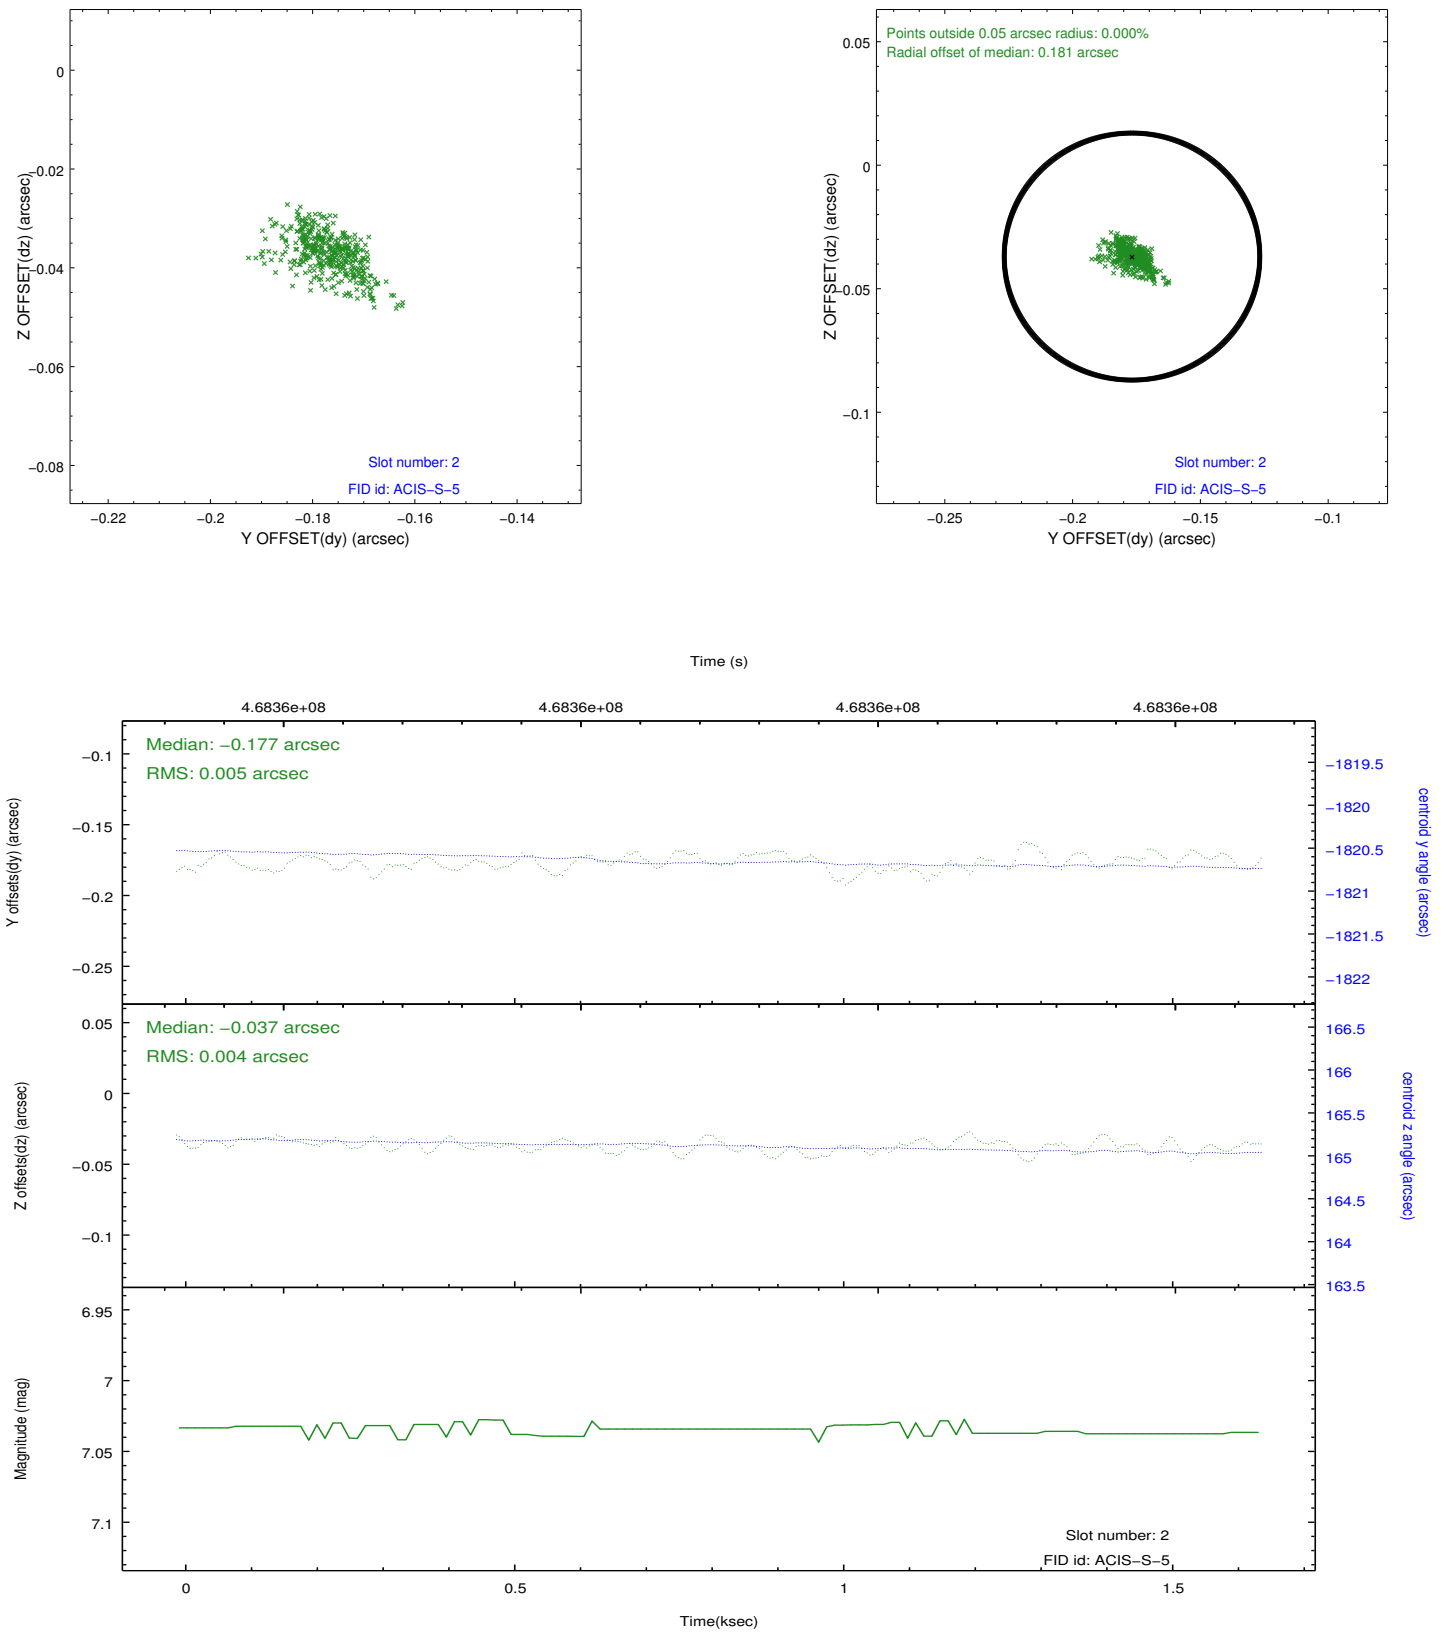 0
−0.02
−0.04
−0.06
−0.08
Z OFFSET(dz) (arcsec)
Slot number: 2
FID id: ACIS−S−5
−0.22
−0.2
−0.18
−0.16
−0.14
Y OFFSET(dy) (arcsec)
Points outside 0.05 arcsec radius: 0.000%
Radial offset of median: 0.181 arcsec
0.05
0
−0.05
−0.1
Z OFFSET(dz) (arcsec)
Slot number: 2
FID id: ACIS−S−5
−0.25
−0.2
−0.15
−0.1
Y OFFSET(dy) (arcsec)
Time (s)
4.6836e+08
4.6836e+08
4.6836e+08
4.6836e+08
Median: −0.177 arcsec
RMS: 0.005 arcsec
−0.1
−0.15
−0.2
−0.25
Y offsets(dy) (arcsec)
−1819.5
−1820
−1820.5
−1821
−1821.5
−1822
centroid y angle (arcsec)
Median: −0.037 arcsec
RMS: 0.004 arcsec
0.05
0
−0.05
−0.1
Z offsets(dz) (arcsec)
166.5
166
165.5
165
164.5
164
163.5
centroid z angle (arcsec)
6.95
7
7.05
7.1
Magnitude (mag)
Slot number: 2
FID id: ACIS−S−5
0
0.5
1
1.5
Time(ksec)